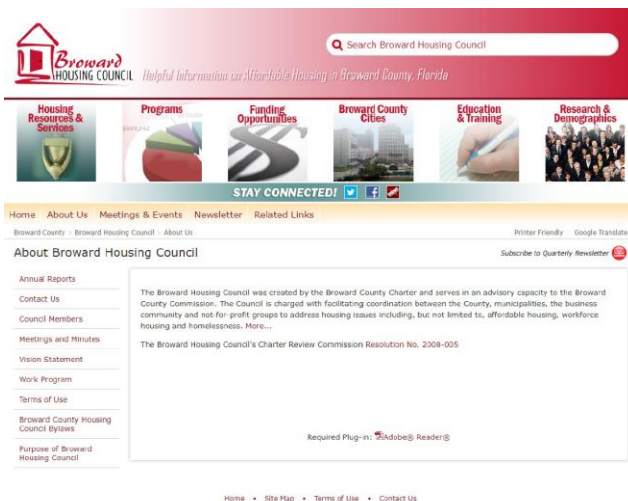 Broward
HOUSING COUNCIL
Search Broward Housing Council
Helpful Information on Affordable Housing in Broward County, Florida
Housing
Resources &
Services
Programs
Funding
Opportunities
Broward County
Cities
Education
& Training
Research &
Demographics
STAY CONNECTED!
Home About Us Meetings & Events Newsletter Related Links
Broward County > Broward Housing Council > About Us
Printer Friendly Google Translate
About Broward Housing Council
Subscribe to Quarterly Newsletter
Annual Reports
Contact Us
Council Members
Meetings and Minutes
Vision Statement
Work Program
Terms of Use
Broward County Housing
Council Bylaws
Purpose of Broward
Housing Council
The Broward Housing Council was created by the Broward County Charter and serves in an advisory capacity to the Broward
County Commission. The Council is charged with facilitating coordination between the County, municipalities, the business
community and not-for-profit groups to address housing issues including, but not limited to, affordable housing, workforce
housing and homelessness. More...
The Broward Housing Council's Charter Review Commission Resolution No. 2008-005
Required Plug-in: Adobe® Reader®
Home • Site Map • Terms of Use • Contact Us